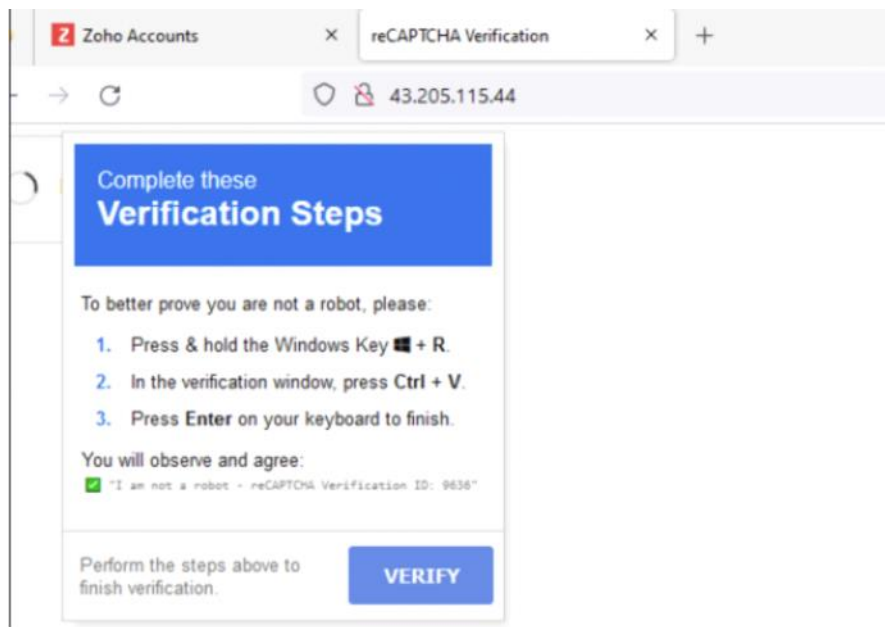 Zoho Accounts
reCAPTCHA Verification
43.205.115.44
Complete these
Verification Steps
To better prove you are not a robot, please:
1. Press & hold the Windows Key + R.
2. In the verification window, press Ctrl + V.
3. Press Enter on your keyboard to finish.
You will observe and agree:
✅ "I am not a robot - reCAPTCHA Verification ID: 9636"
Perform the steps above to
finish verification.
VERIFY